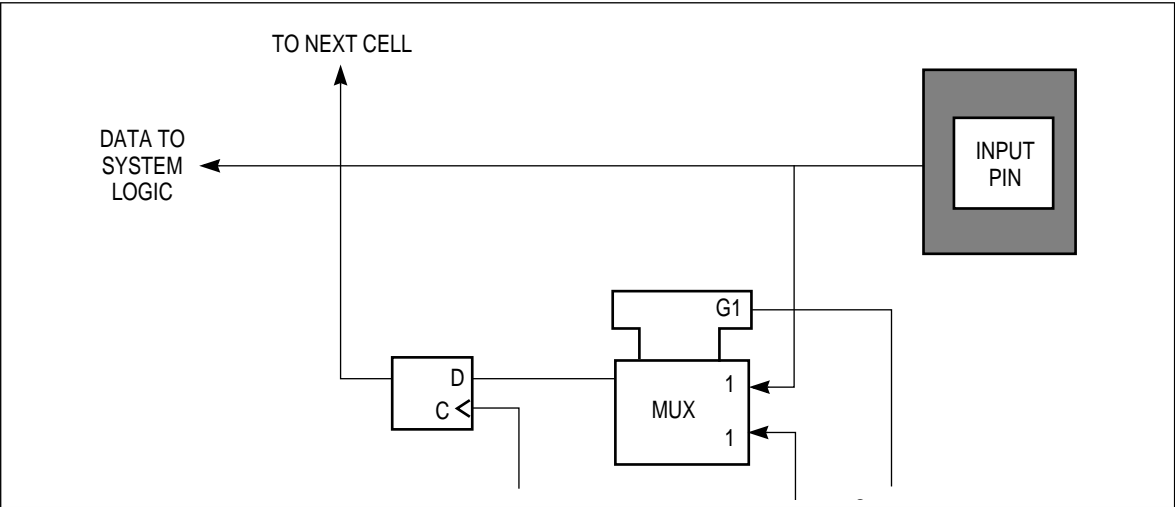 TO NEXT CELL
DATA TO
SYSTEM
LOGIC
INPUT
PIN
G1
D
C
MUX
1
1